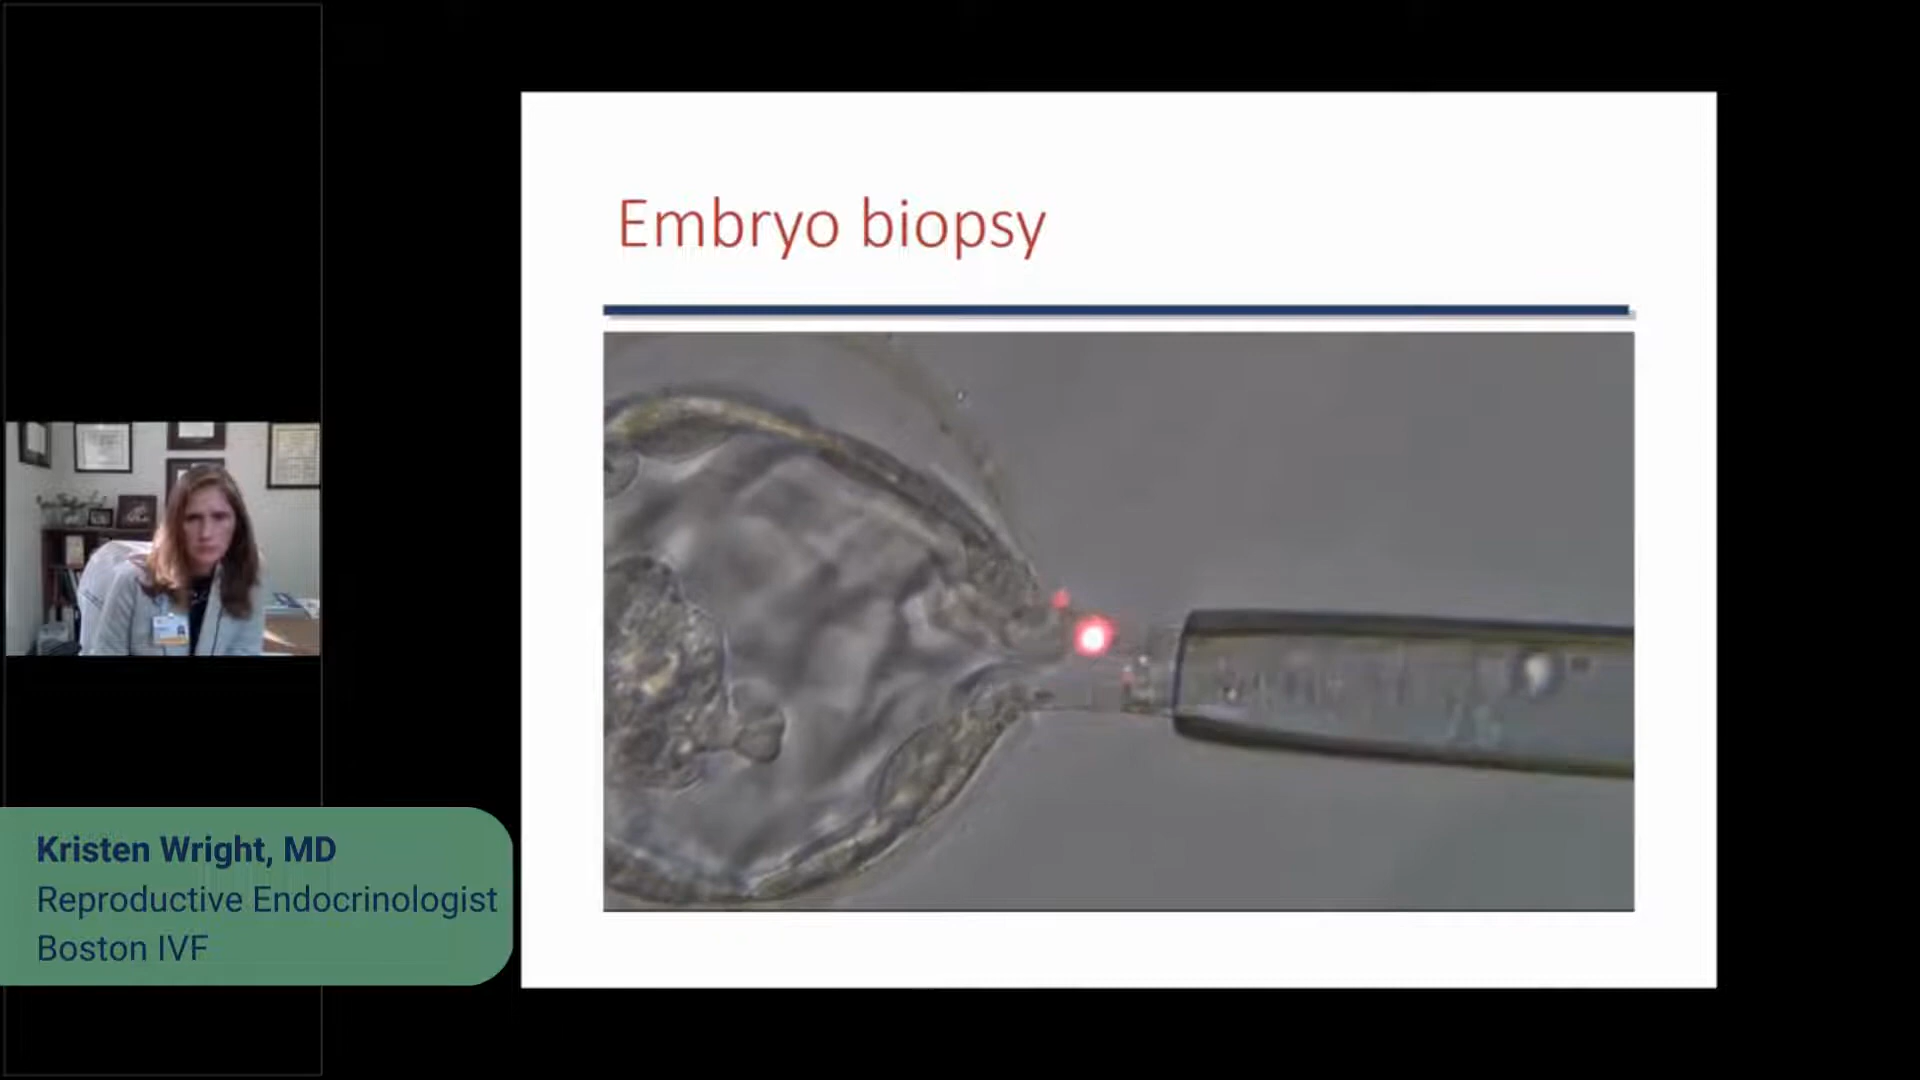 Embryo biopsy
Kristen Wright, MD
Reproductive Endocrinologist
Boston IVF